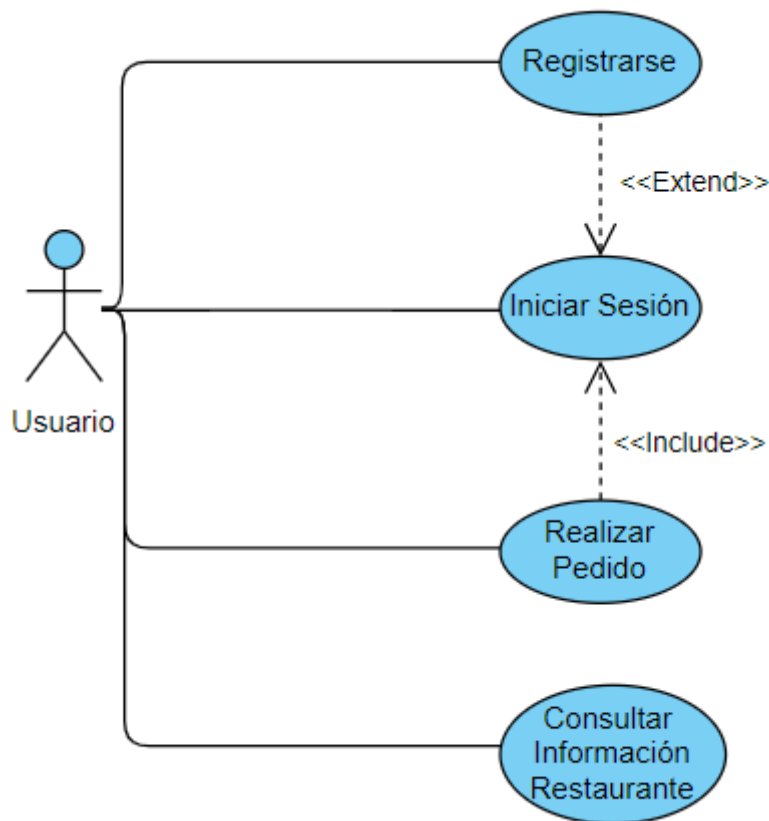 Registrarse
<<Extend>>
Iniciar Sesión
Usuario
<<Include>>
Realizar
Pedido
Consultar
Información
Restaurante